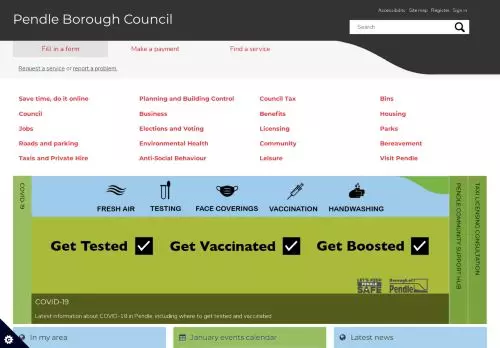 Pendle Borough Council
Accessibility Site map Register Sign in
Search
Fill in a form Make a payment Find a service
Request a service or report a problem.
Save time, do it online Planning and Building Control Council Tax Bins
Council Business Benefits Housing
Jobs Elections and Voting Licensing Parks
Roads and parking Environmental Health Community Bereavement
Taxis and Private Hire Anti-Social Behaviour Leisure Visit Pendle
COVID-19
FRESH AIR TESTING FACE COVERINGS VACCINATION HANDWASHING
Get Tested Get Vaccinated Get Boosted
LET'S KEEP
PENDLE
SAFE
Borough of
Pendle
COVID-19
Latest information about COVID-19 in Pendle, including where to get tested and vaccinated
PENDLE COMMUNITY SUPPORT HUB
TAXI LICENSING CONSULTATION
In my area January events calendar Latest news